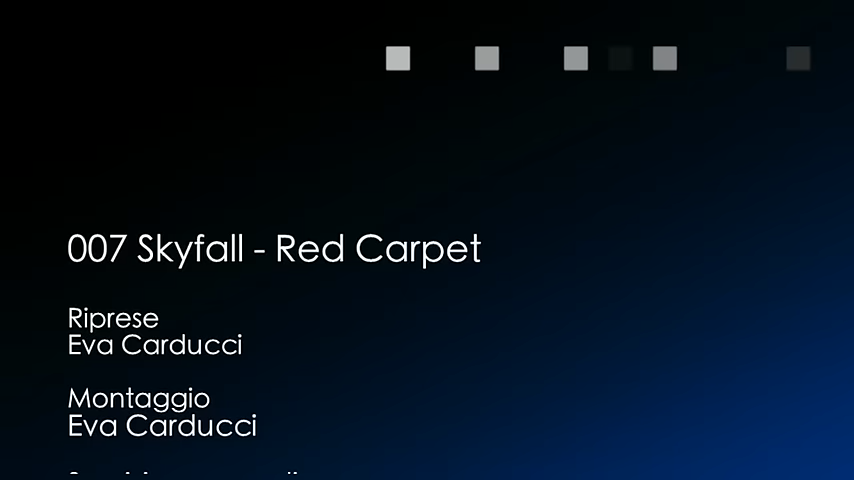 007 Skyfall - Red Carpet
Riprese
Eva Carducci
Montaggio
Eva Carducci